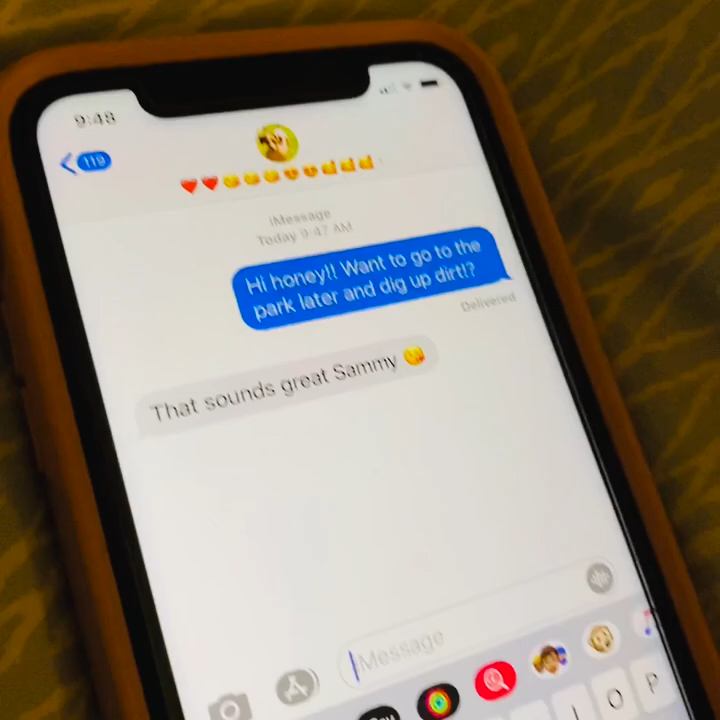 9:48
119
iMessage
Today 9:47 AM
Hi honey!! Want to go to the
park later and dig up dirt!?
Delivered
That sounds great Sammy 😘
Message
I O P